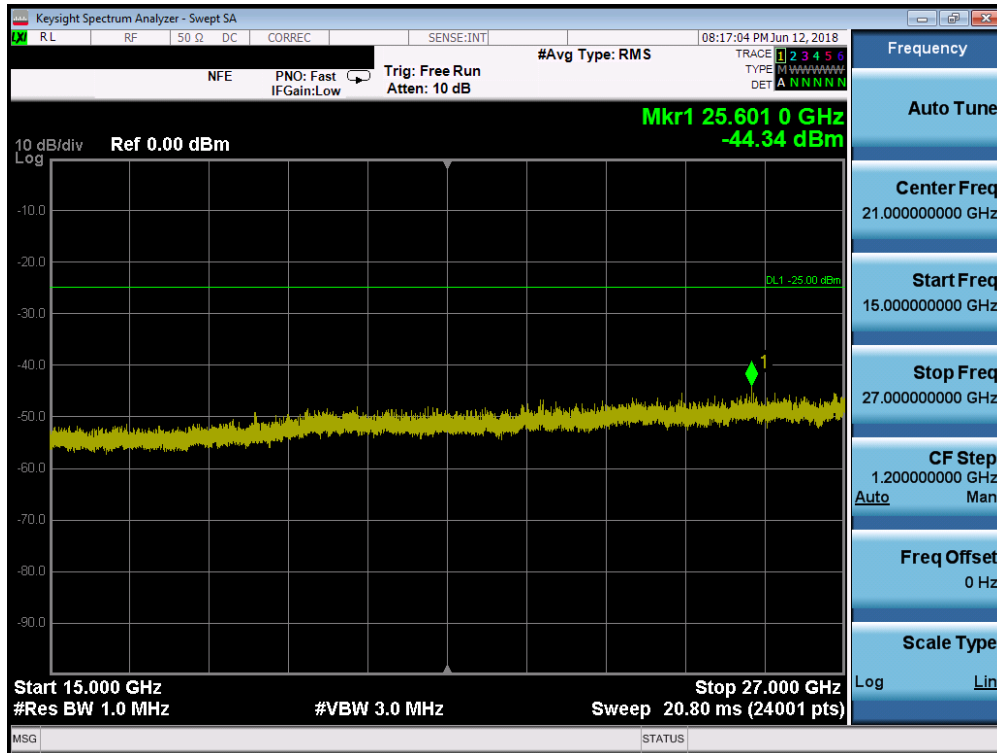 Keysight Spectrum Analyzer - Swept SA
LXI RL RF 50 Ω DC CORREC SENSE:INT 08:17:04 PM Jun 12, 2018
#Avg Type: RMS TRACE 1 2 3 4 5 6
NFE PNO: Fast Trig: Free Run TYPE M W W W W W
IFGain:Low Atten: 10 dB DET A N N N N N
Mkr1 25.601 0 GHz
-44.34 dBm
10 dB/div Ref 0.00 dBm
Log
-10.0
-20.0
DL1 -25.00 dBm
-30.0
-40.0
1
-50.0
-60.0
-70.0
-80.0
-90.0
Start 15.000 GHz Stop 27.000 GHz
#Res BW 1.0 MHz #VBW 3.0 MHz Sweep 20.80 ms (24001 pts)
MSG STATUS
Frequency
Auto Tune
Center Freq
21.000000000 GHz
Start Freq
15.000000000 GHz
Stop Freq
27.000000000 GHz
CF Step
1.200000000 GHz
Auto Man
Freq Offset
0 Hz
Scale Type
Log Lin